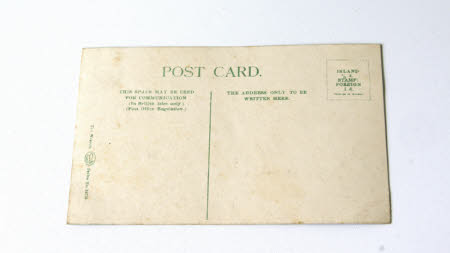 POST CARD.
THIS SPACE MAY BE USED
FOR COMMUNICATION
(In British Isles only)
(Post Office Regulation.)
THE ADDRESS ONLY TO BE
WRITTEN HERE.
INLAND
STAMP
FOREIGN